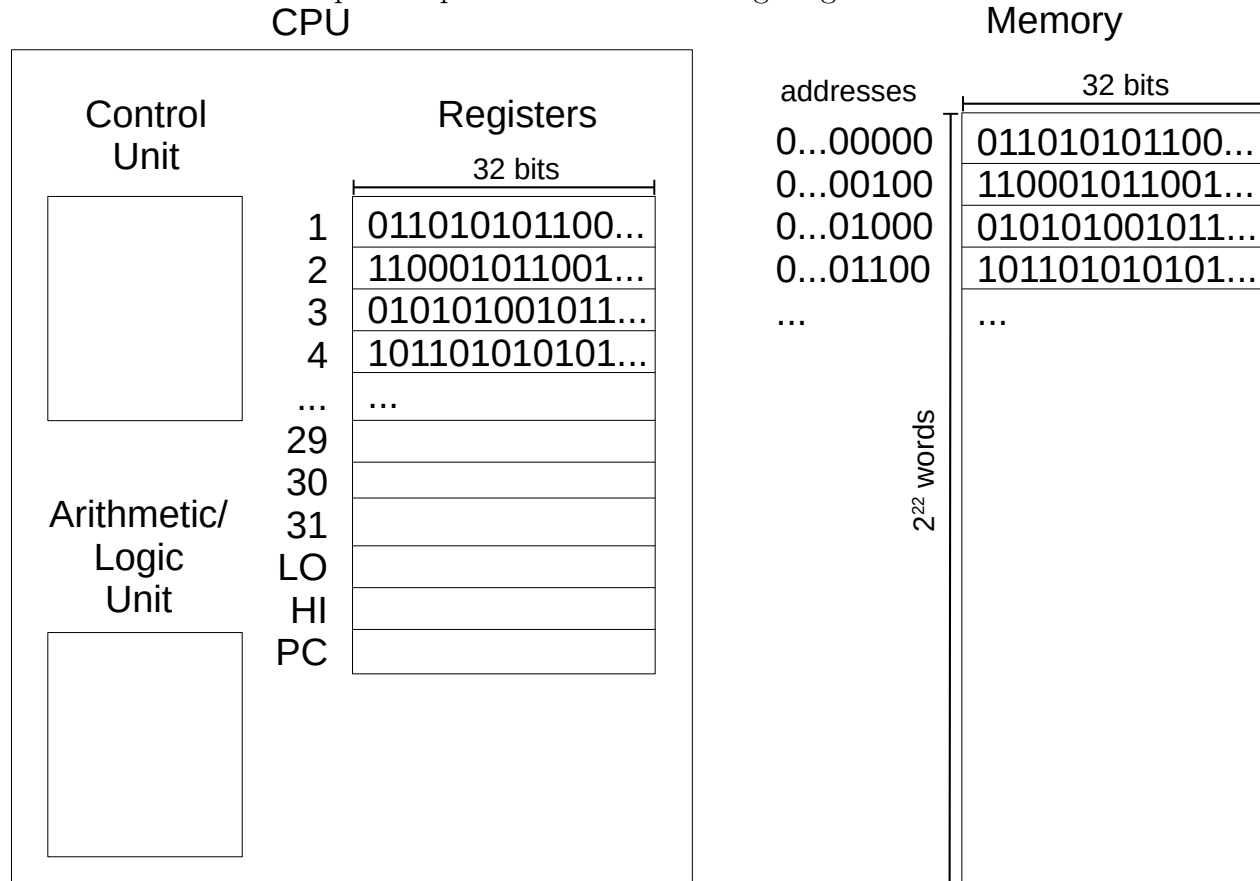 CPU
Memory
Control
Unit
Registers
32 bits
1 011010101100...
2 110001011001...
3 010101001011...
4 101101010101...
... ...
29
30
31
LO
HI
PC
Arithmetic/
Logic
Unit
addresses
32 bits
0...00000 011010101100...
0...00100 110001011001...
0...01000 010101001011...
0...01100 101101010101...
... ...
2²² words